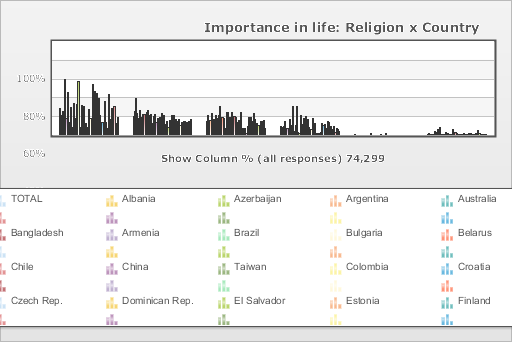 Importance in life: Religion x Country
100%
80%
60%
Show Column % (all responses) 74,299
TOTAL Albania Azerbaijan Argentina Australia
Bangladesh Armenia Brazil Bulgaria Belarus
Chile China Taiwan Colombia Croatia
Czech Rep. Dominican Rep. El Salvador Estonia Finland